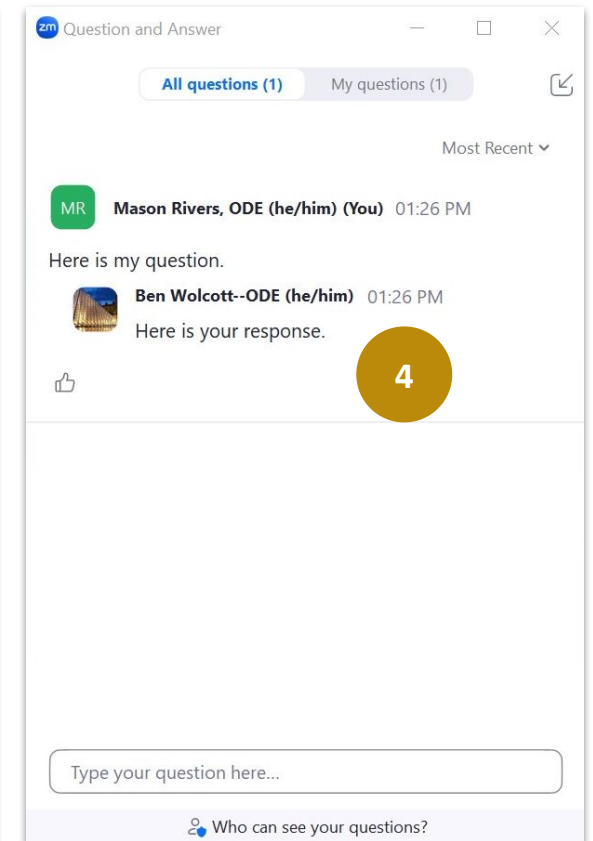 zm Question and Answer
All questions (1) My questions (1)
Most Recent
MR Mason Rivers, ODE (he/him) (You) 01:26 PM
Here is my question.
Ben Wolcott--ODE (he/him) 01:26 PM
Here is your response.
4
Type your question here...
Who can see your questions?